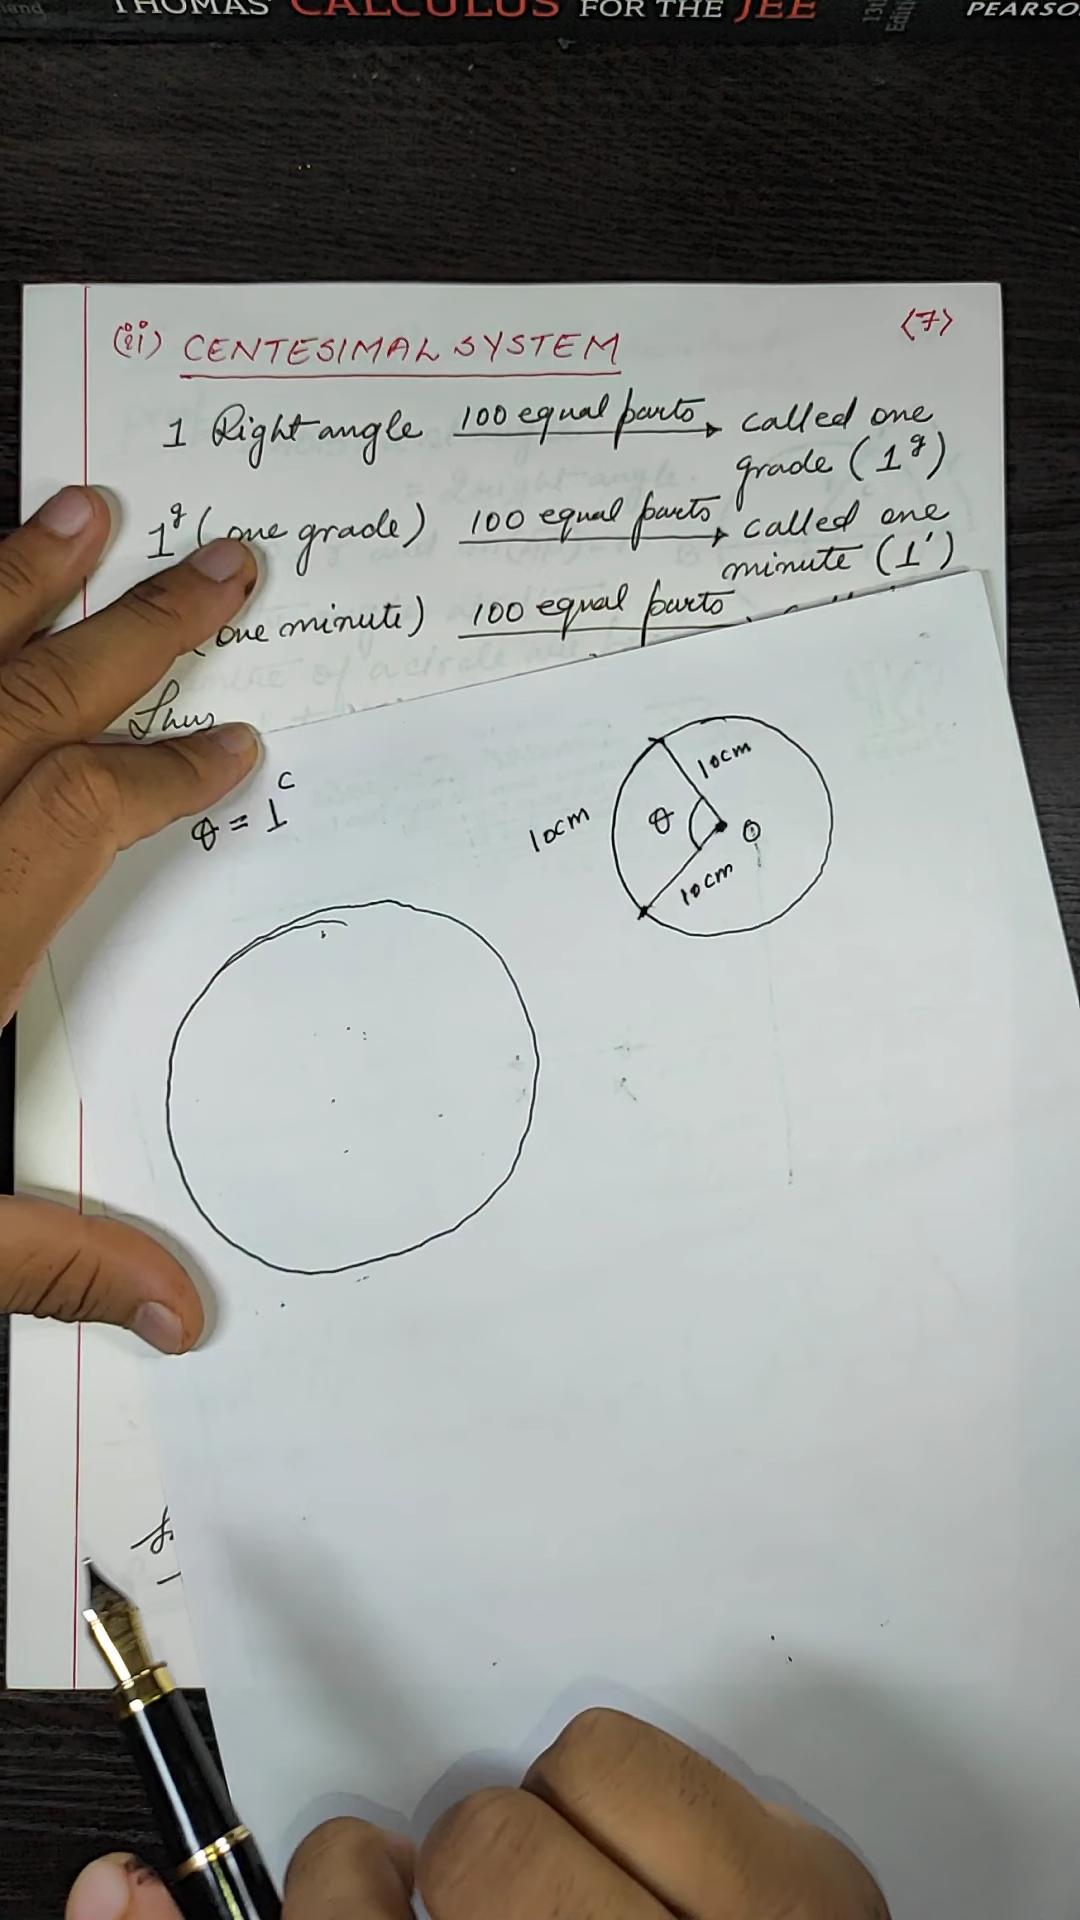 THOMAS' CALCULUS FOR THE JEE
PEARSO
(ii) CENTESIMAL SYSTEM
<7>
1 Right angle 100 equal parts called one
grade (1g)
1g (one grade) 100 equal parts called one
minute (1')
(one minute) 100 equal parts
Thus
θ = 1c
10cm
10cm
θ
O
10cm